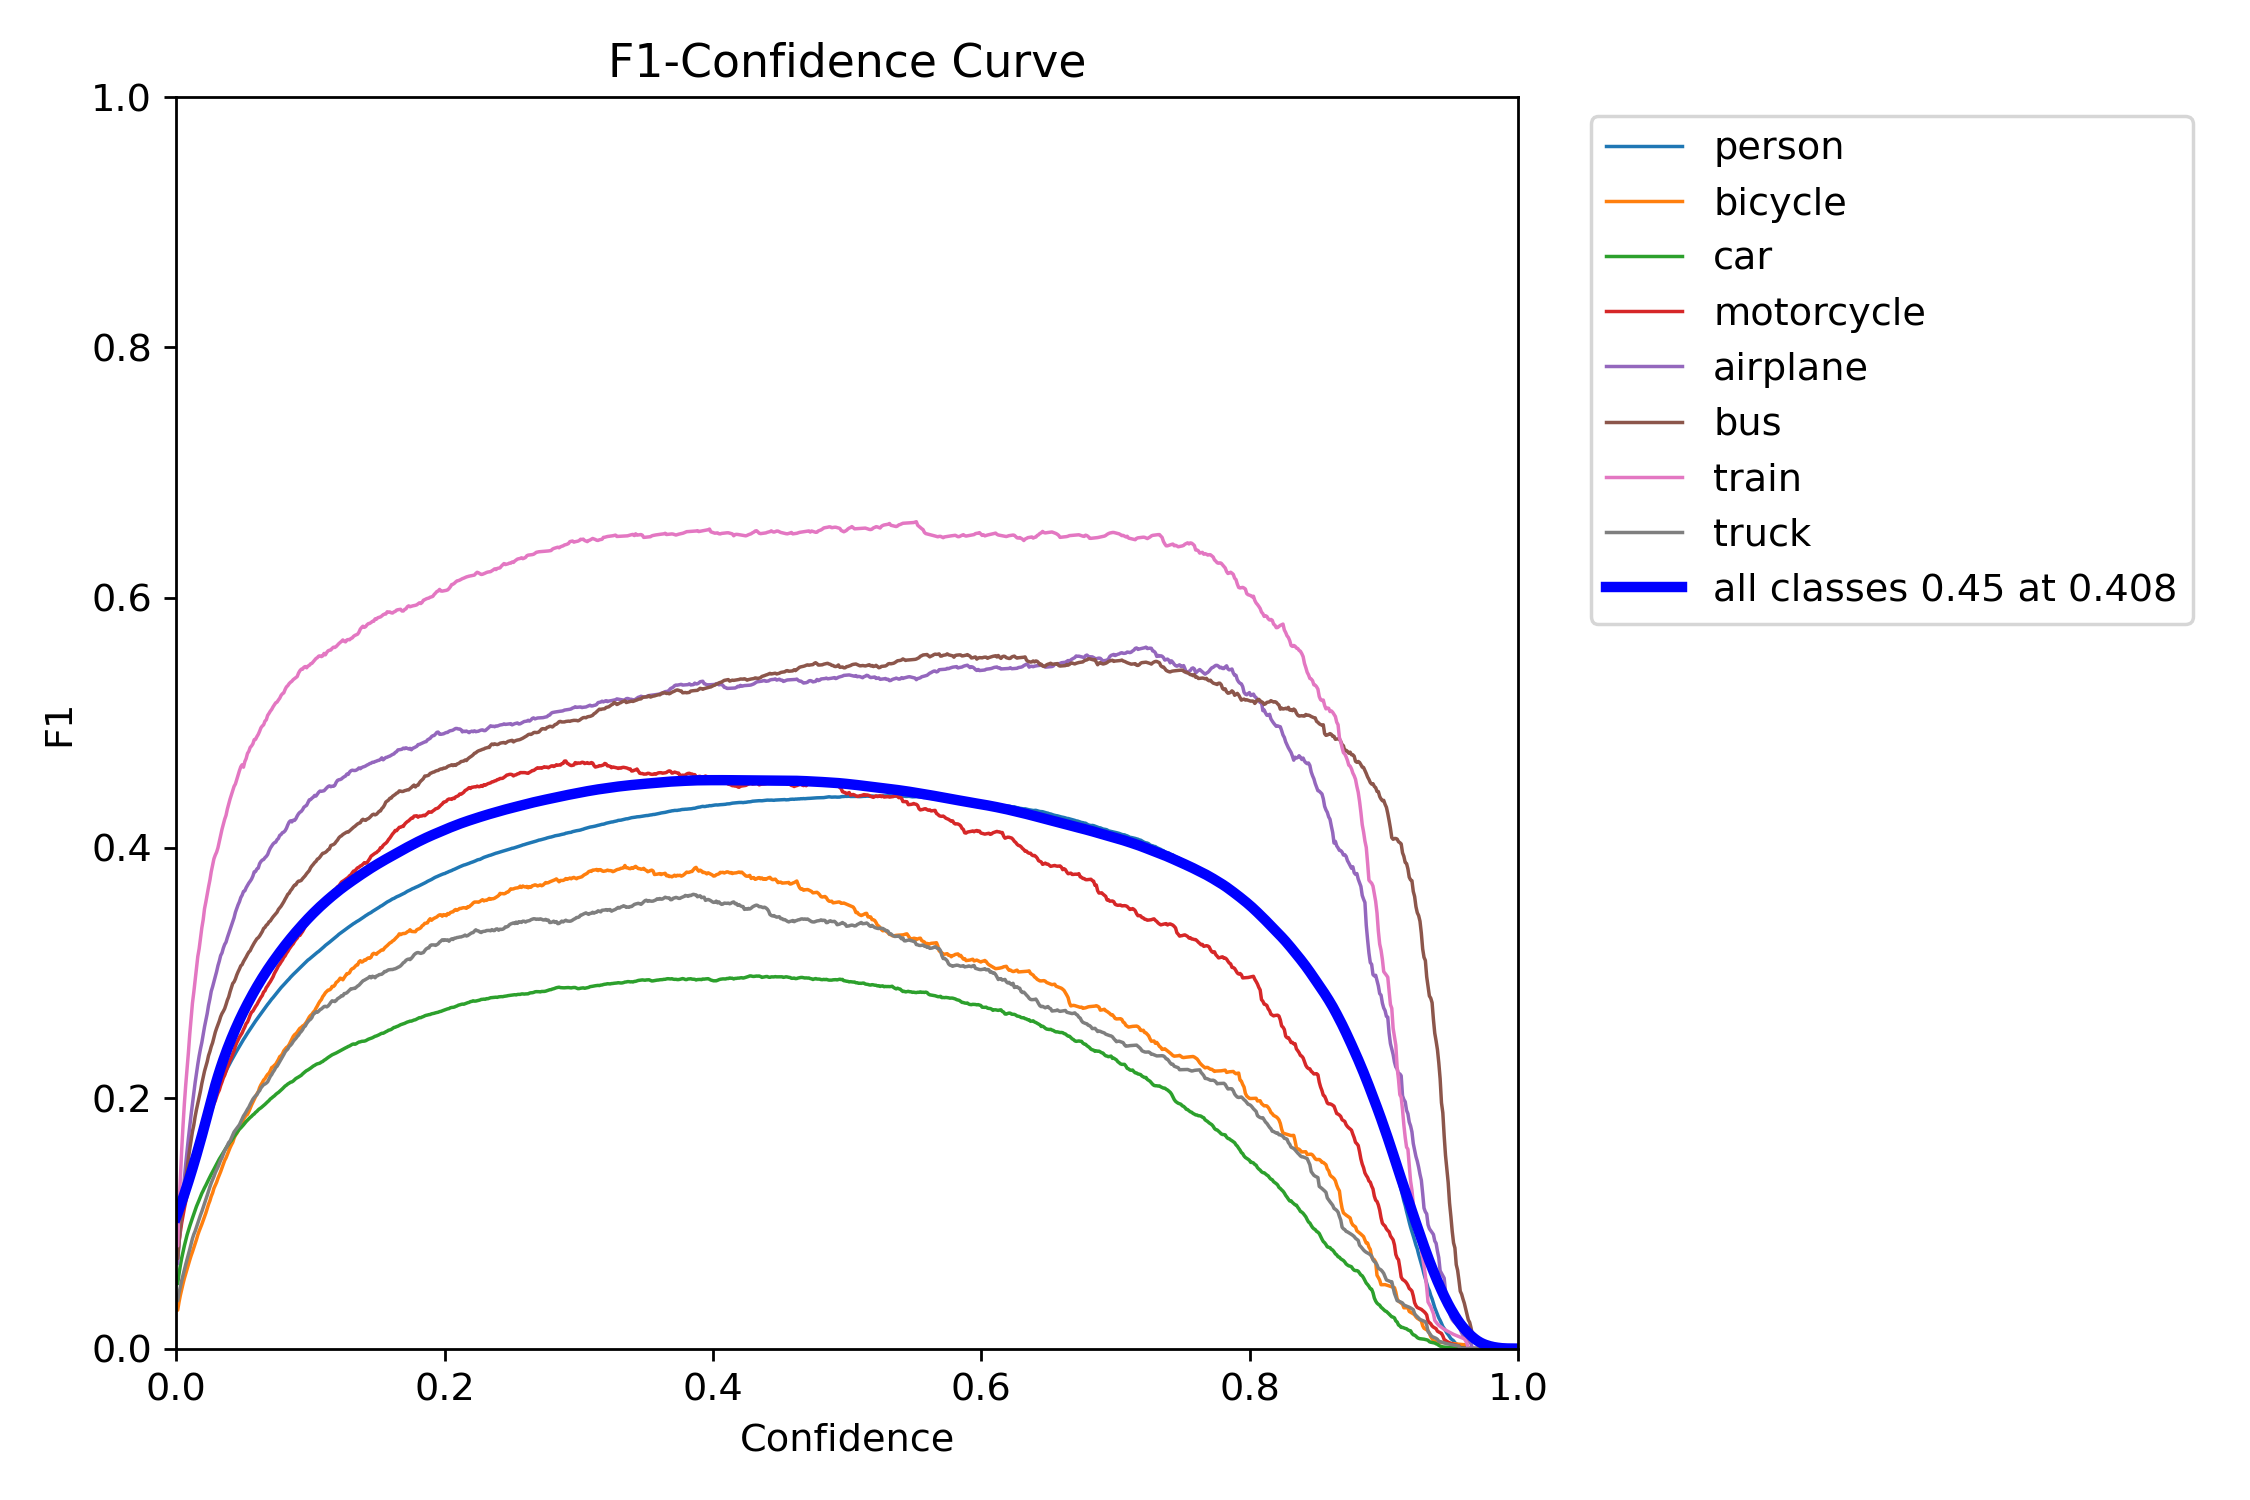 F1-Confidence Curve
1.0
0.8
0.6
0.4
0.2
0.0
F1
0.0 0.2 0.4 0.6 0.8 1.0
Confidence
person
bicycle
car
motorcycle
airplane
bus
train
truck
all classes 0.45 at 0.408